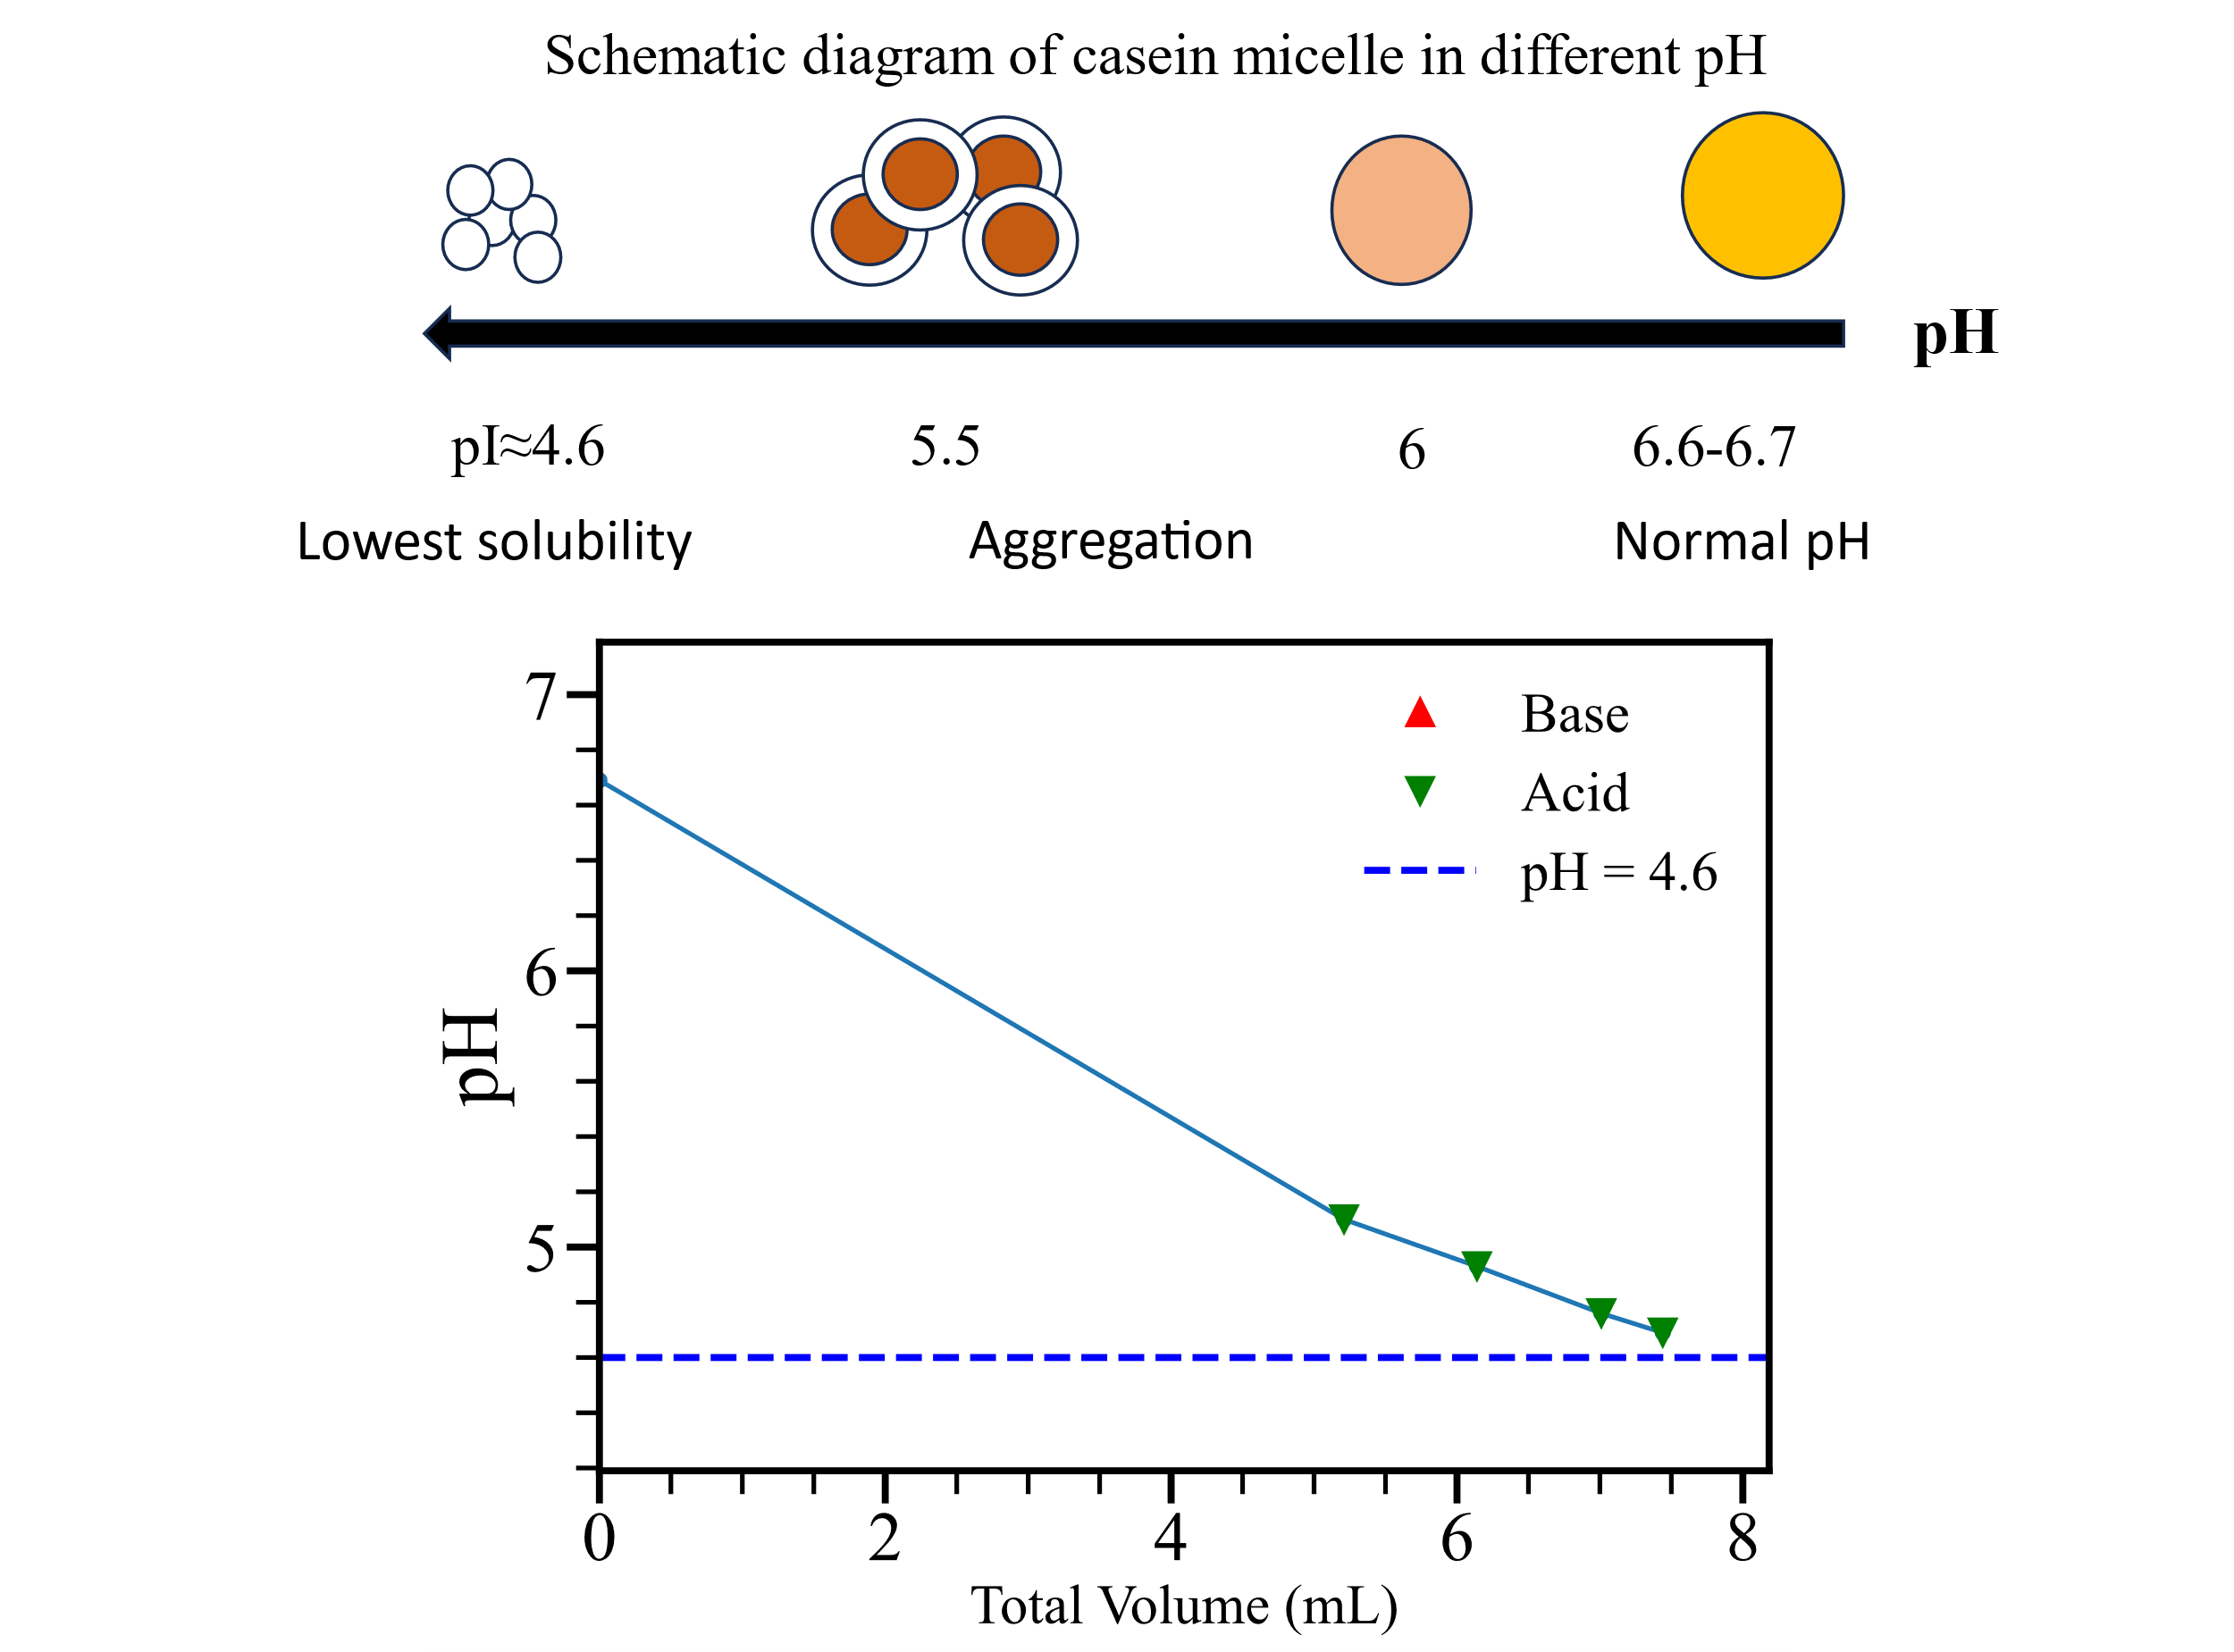 Schematic diagram of casein micelle in different pH
pH
pI≈4.6 5.5 6 6.6-6.7
Lowest solubility Aggregation Normal pH
7
6
5
pH
Base
Acid
pH = 4.6
0 2 4 6 8
Total Volume (mL)